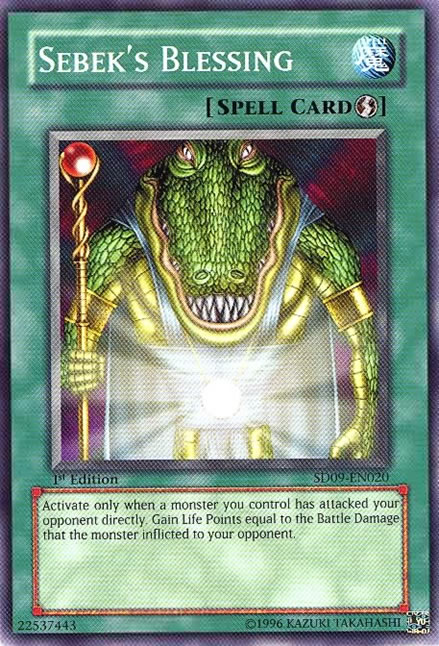 SEBEK'S BLESSING
[SPELL CARD]
1st Edition
SD09-EN020
Activate only when a monster you control has attacked your
opponent directly. Gain Life Points equal to the Battle Damage
that the monster inflicted to your opponent.
22537443
©1996 KAZUKI TAKAHASHI